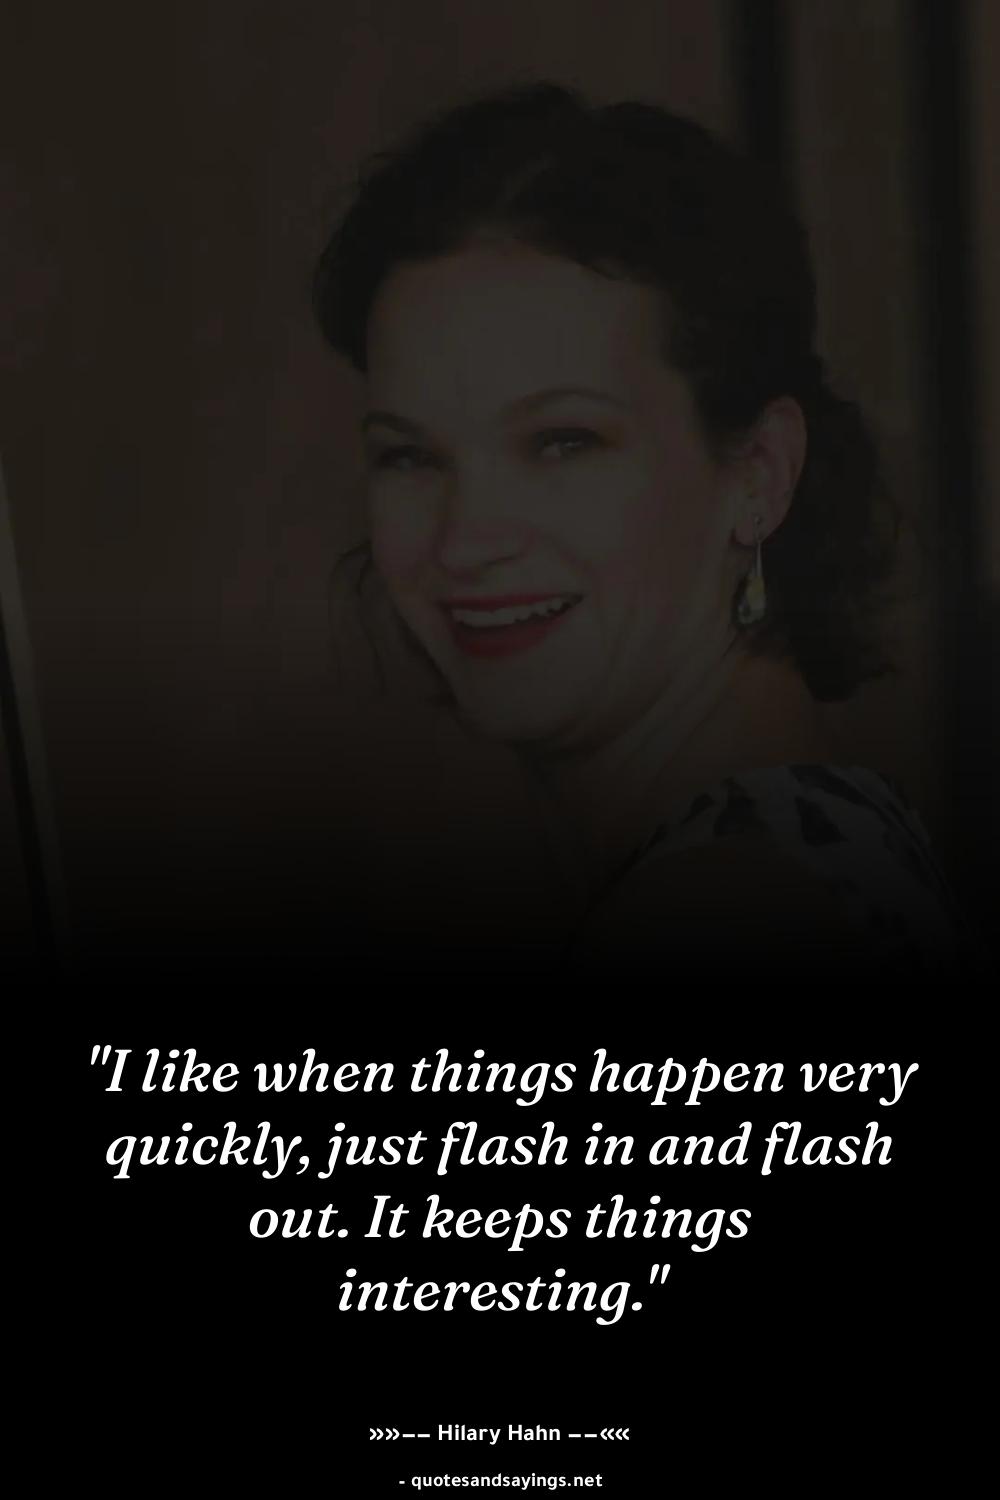 "I like when things happen very
quickly, just flash in and flash
out. It keeps things
interesting."
»»−− Hilary Hahn −−««
- quotesandsayings.net